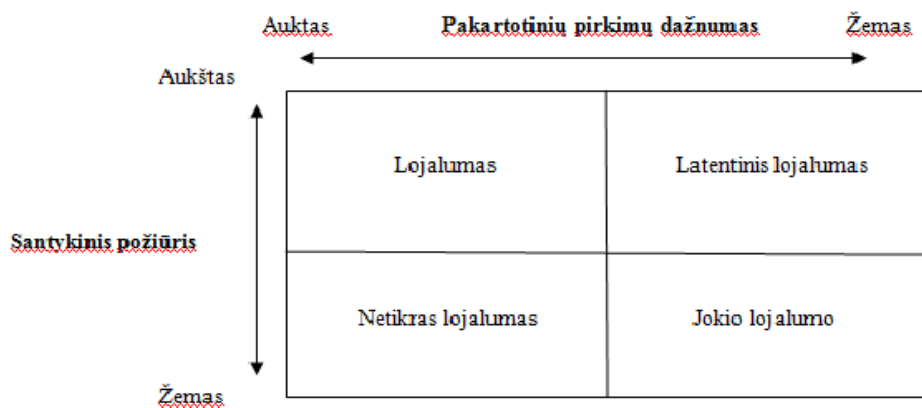 Auktas Pakartotinių pirkimų dažnumas Žemas
Aukštas
Lojalumas Latentinis lojalumas
Santykinis požiūris
Netikras lojalumas Jokio lojalumo
Žemas